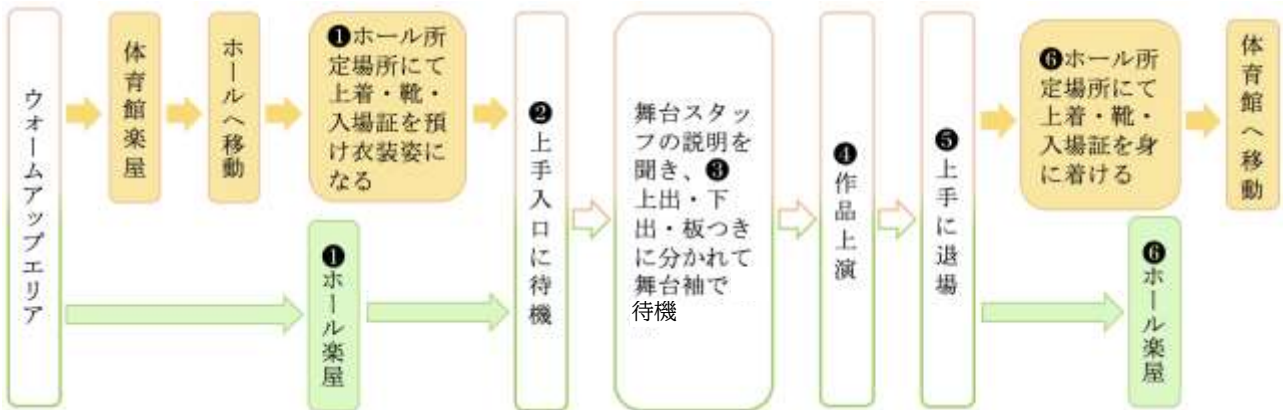 ウォームアップエリア
体育館楽屋
ホールへ移動
❶ホール所
定場所にて
上着・靴・
入場証を預
け衣装姿に
なる
❶ホール楽屋
❷上手入口に待機
舞台スタッ
フの説明を
聞き、❸
上出・下
出・板つき
に分かれて
舞台袖で
待機
❹作品上演
❺上手に退場
❻ホール所
定場所にて
上着・靴・
入場証を身
に着ける
体育館へ移動
❻ホール楽屋